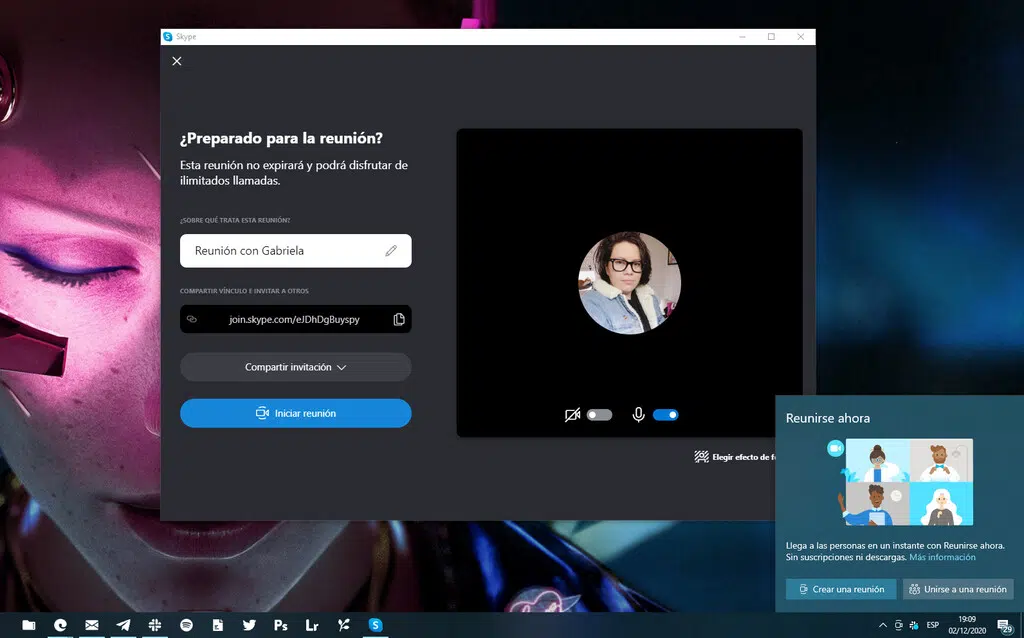 Skype
¿Preparado para la reunión?
Esta reunión no expirará y podrá disfrutar de
ilimitados llamadas.
¿SOBRE QUÉ TRATA ESTA REUNIÓN?
Reunión con Gabriela
COMPARTIR VÍNCULO E INVITAR A OTROS
join.skype.com/eJDhDgBuyspy
Compartir invitación
Iniciar reunión
Elegir efecto de f
Reunirse ahora
Llega a las personas en un instante con Reunirse ahora.
Sin suscripciones ni descargas. Más información
Crear una reunión
Unirse a una reunión
Ps
Lr
S
ESP
19:09
02/12/2020
29